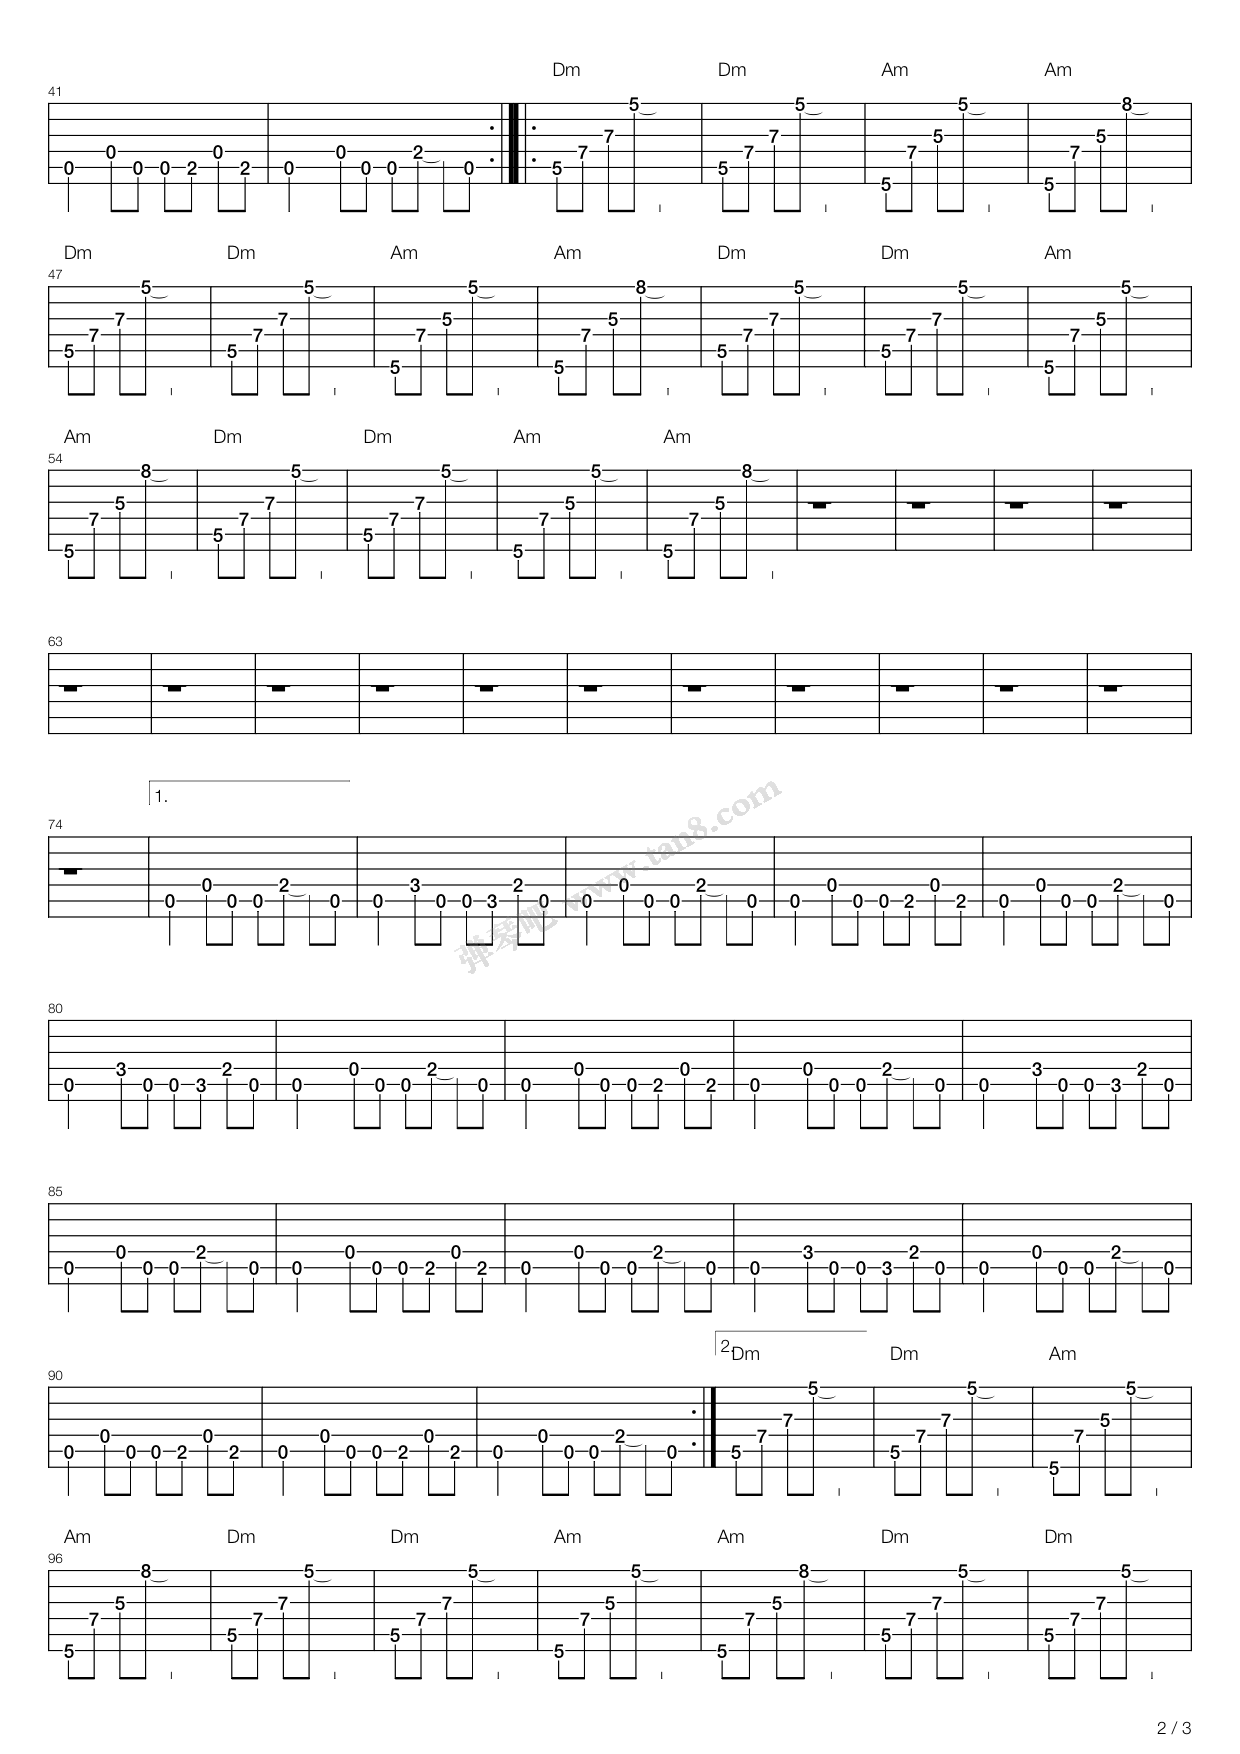 Dm Dm Am Am
41
0 0 0 0 2 0 2 0 0 0 0 2 0 5 7 7 5 5 7 7 5 5 7 5 5 5 7 5 8
Dm Dm Am Am Dm Dm Am
47
5 7 7 5 5 7 7 5 5 7 5 5 5 7 5 8 5 7 7 5 5 7 7 5 5 7 5 5
Am Dm Dm Am Am
54
5 7 5 8 5 7 7 5 5 7 7 5 5 7 5 5 5 7 5 8
63
1.
74
0 0 0 0 2 0 0 3 0 0 3 2 0 0 0 0 0 2 0 0 0 0 0 2 0 2 0 0 0 0 2 0
弹琴吧 www.tan8.com
80
0 3 0 0 3 2 0 0 0 0 0 2 0 0 0 0 0 2 0 2 0 0 0 0 2 0 0 3 0 0 3 2 0
85
0 0 0 0 2 0 0 0 0 0 2 0 2 0 0 0 0 2 0 0 3 0 0 3 2 0 0 0 0 0 2 0
2. Dm Dm Am
90
0 0 0 0 2 0 2 0 0 0 0 2 0 2 0 0 0 0 2 0 5 7 7 5 5 7 7 5 5 7 5 5
Am Dm Dm Am Am Dm Dm
96
5 7 5 8 5 7 7 5 5 7 7 5 5 7 5 5 5 7 5 8 5 7 7 5 5 7 7 5
2 / 3